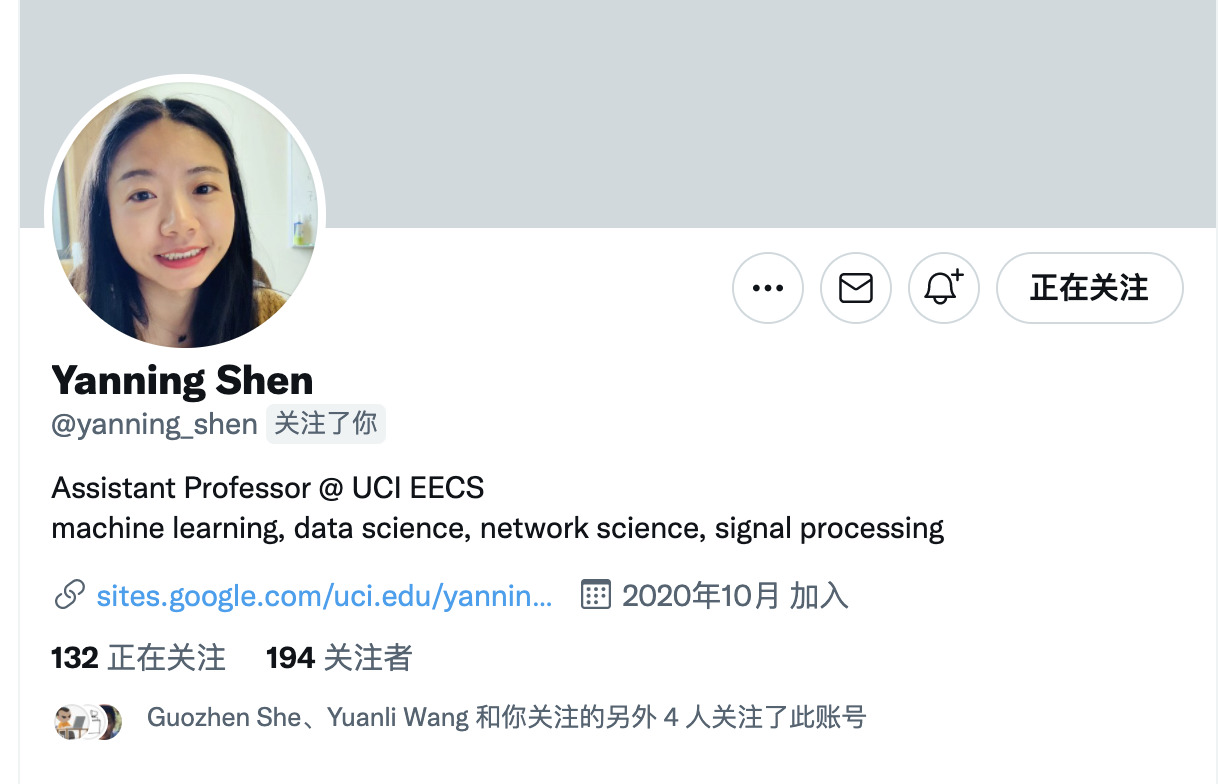 正在关注
Yanning Shen
@yanning_shen 关注了你
Assistant Professor @ UCI EECS
machine learning, data science, network science, signal processing
sites.google.com/uci.edu/yannin... 2020年10月 加入
132 正在关注 194 关注者
Guozhen She、Yuanli Wang 和你关注的另外 4 人关注了此账号